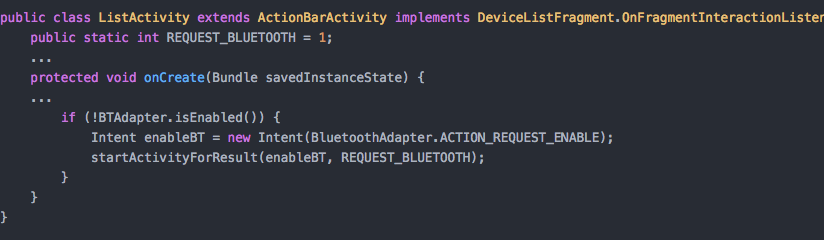 public class ListActivity extends ActionBarActivity implements DeviceListFragment.OnFragmentInteractionListener
public static int REQUEST_BLUETOOTH = 1;
...
protected void onCreate(Bundle savedInstanceState) {
...
if (!BTAdapter.isEnabled()) {
Intent enableBT = new Intent(BluetoothAdapter.ACTION_REQUEST_ENABLE);
startActivityForResult(enableBT, REQUEST_BLUETOOTH);
}
}
}